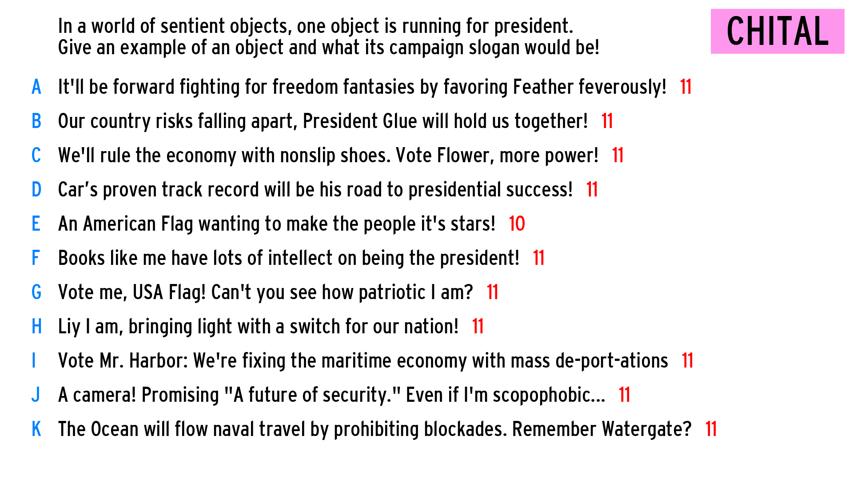 In a world of sentient objects, one object is running for president.
Give an example of an object and what its campaign slogan would be!
CHITAL
A It'll be forward fighting for freedom fantasies by favoring Feather feverously! 11
B Our country risks falling apart, President Glue will hold us together! 11
C We'll rule the economy with nonslip shoes. Vote Flower, more power! 11
D Car’s proven track record will be his road to presidential success! 11
E An American Flag wanting to make the people it's stars! 10
F Books like me have lots of intellect on being the president! 11
G Vote me, USA Flag! Can't you see how patriotic I am? 11
H Liy I am, bringing light with a switch for our nation! 11
I Vote Mr. Harbor: We're fixing the maritime economy with mass de-port-ations 11
J A camera! Promising "A future of security." Even if I'm scopophobic... 11
K The Ocean will flow naval travel by prohibiting blockades. Remember Watergate? 11